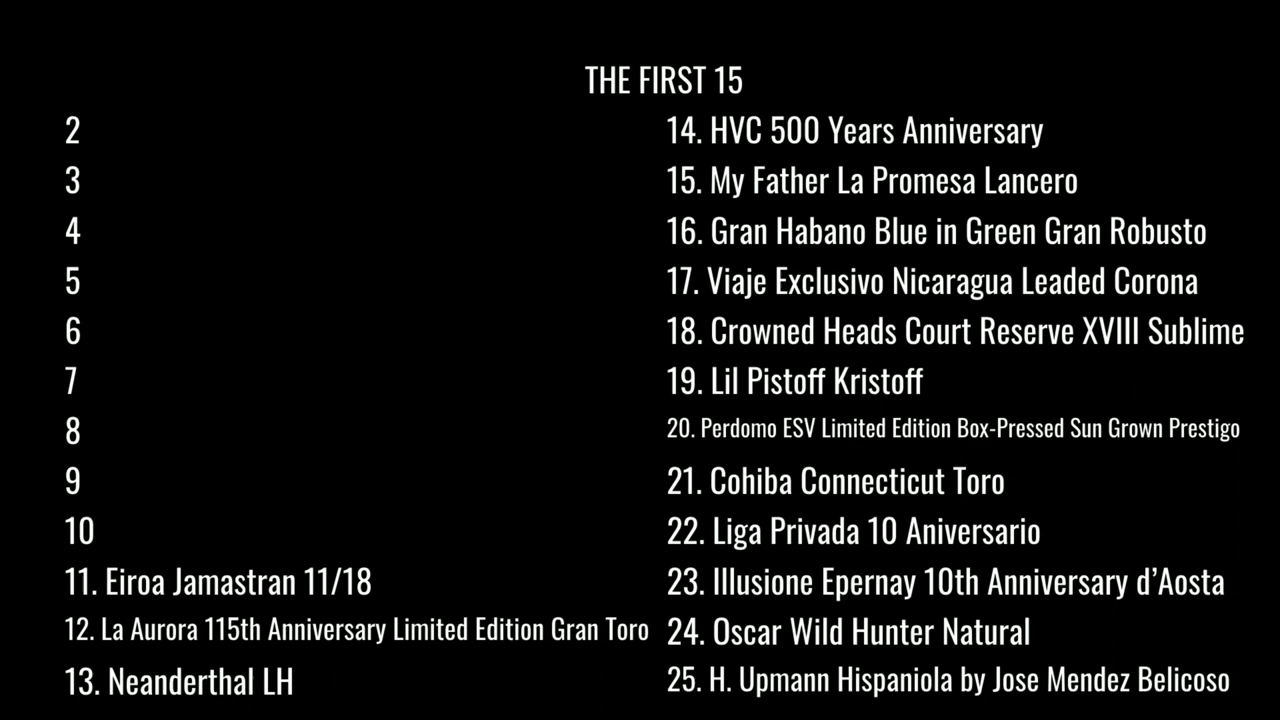 THE FIRST 15
2
3
4
5
6
7
8
9
10
11. Eiroa Jamastran 11/18
12. La Aurora 115th Anniversary Limited Edition Gran Toro
13. Neanderthal LH
14. HVC 500 Years Anniversary
15. My Father La Promesa Lancero
16. Gran Habano Blue in Green Gran Robusto
17. Viaje Exclusivo Nicaragua Leaded Corona
18. Crowned Heads Court Reserve XVIII Sublime
19. Lil Pistoff Kristoff
20. Perdomo ESV Limited Edition Box-Pressed Sun Grown Prestigo
21. Cohiba Connecticut Toro
22. Liga Privada 10 Aniversario
23. Illusione Epernay 10th Anniversary d’Aosta
24. Oscar Wild Hunter Natural
25. H. Upmann Hispaniola by Jose Mendez Belicoso